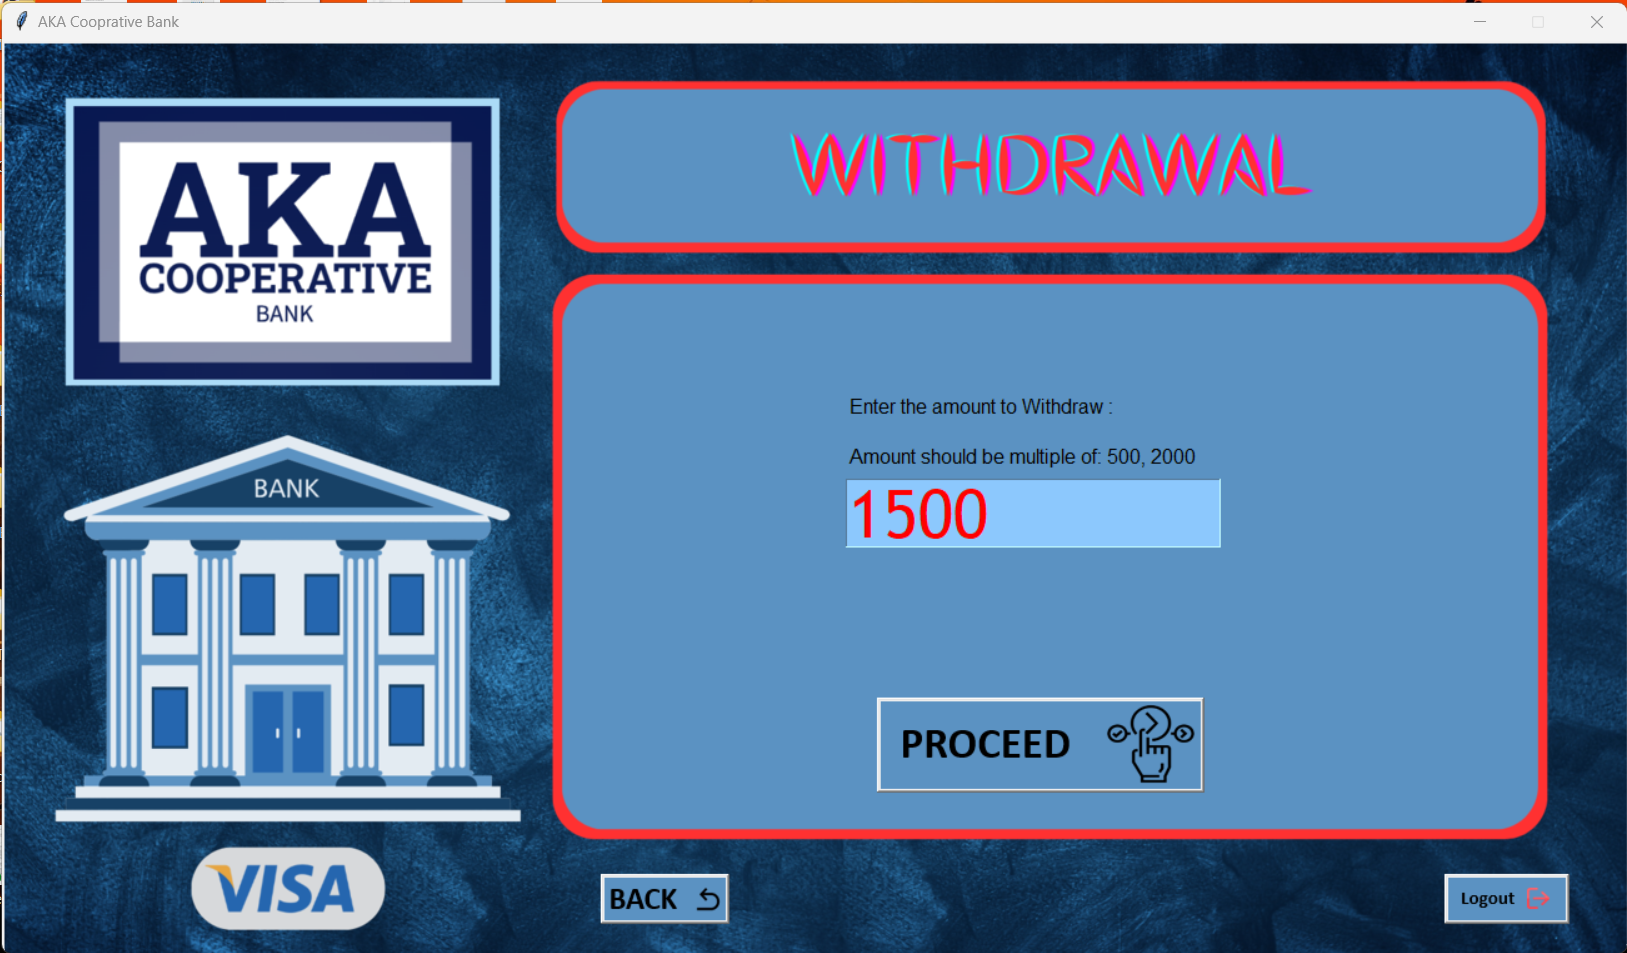 AKA Cooprative Bank
AKA
COOPERATIVE
BANK
WITHDRAWAL
Enter the amount to Withdraw :
Amount should be multiple of: 500, 2000
1500
BANK
PROCEED
VISA
BACK
Logout